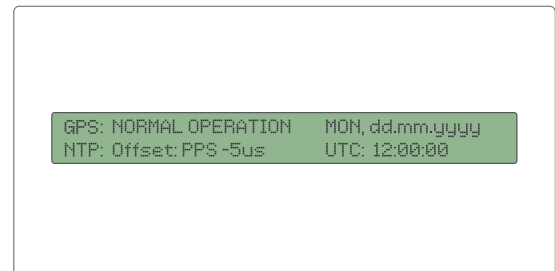 GPS: NORMAL OPERATION MON, dd.mm.yyyy
NTP: Offset: PPS -5us UTC: 12:00:00